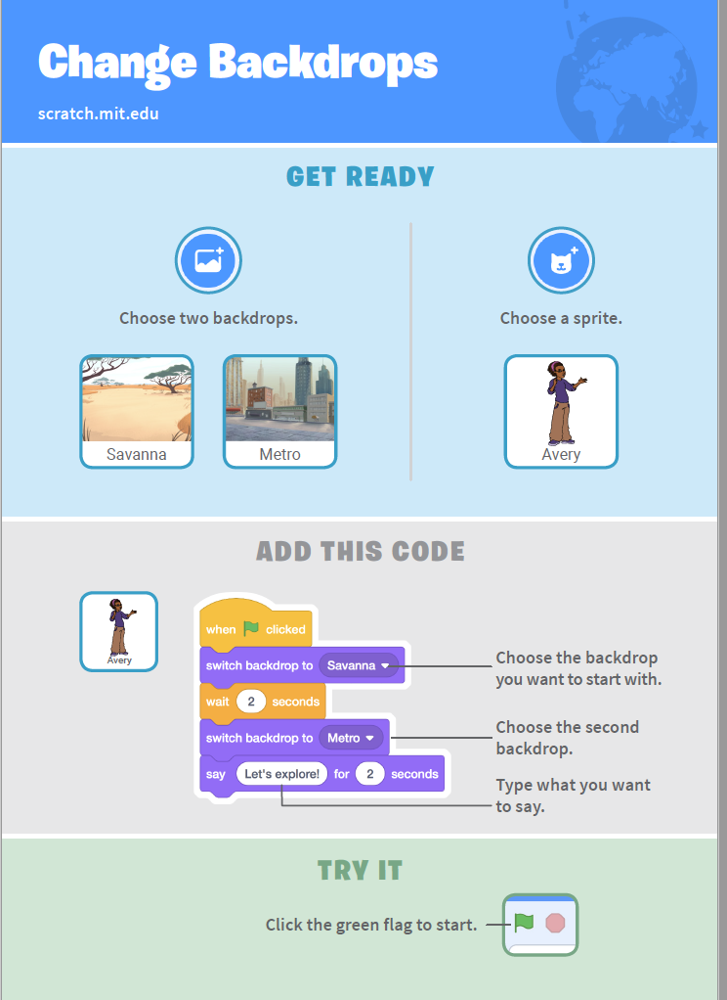 Change Backdrops
scratch.mit.edu
GET READY
Choose two backdrops.
Choose a sprite.
Savanna
Metro
Avery
ADD THIS CODE
Avery
when clicked
switch backdrop to Savanna
wait 2 seconds
switch backdrop to Metro
say Let's explore! for 2 seconds
Choose the backdrop
you want to start with.
Choose the second
backdrop.
Type what you want
to say.
TRY IT
Click the green flag to start.